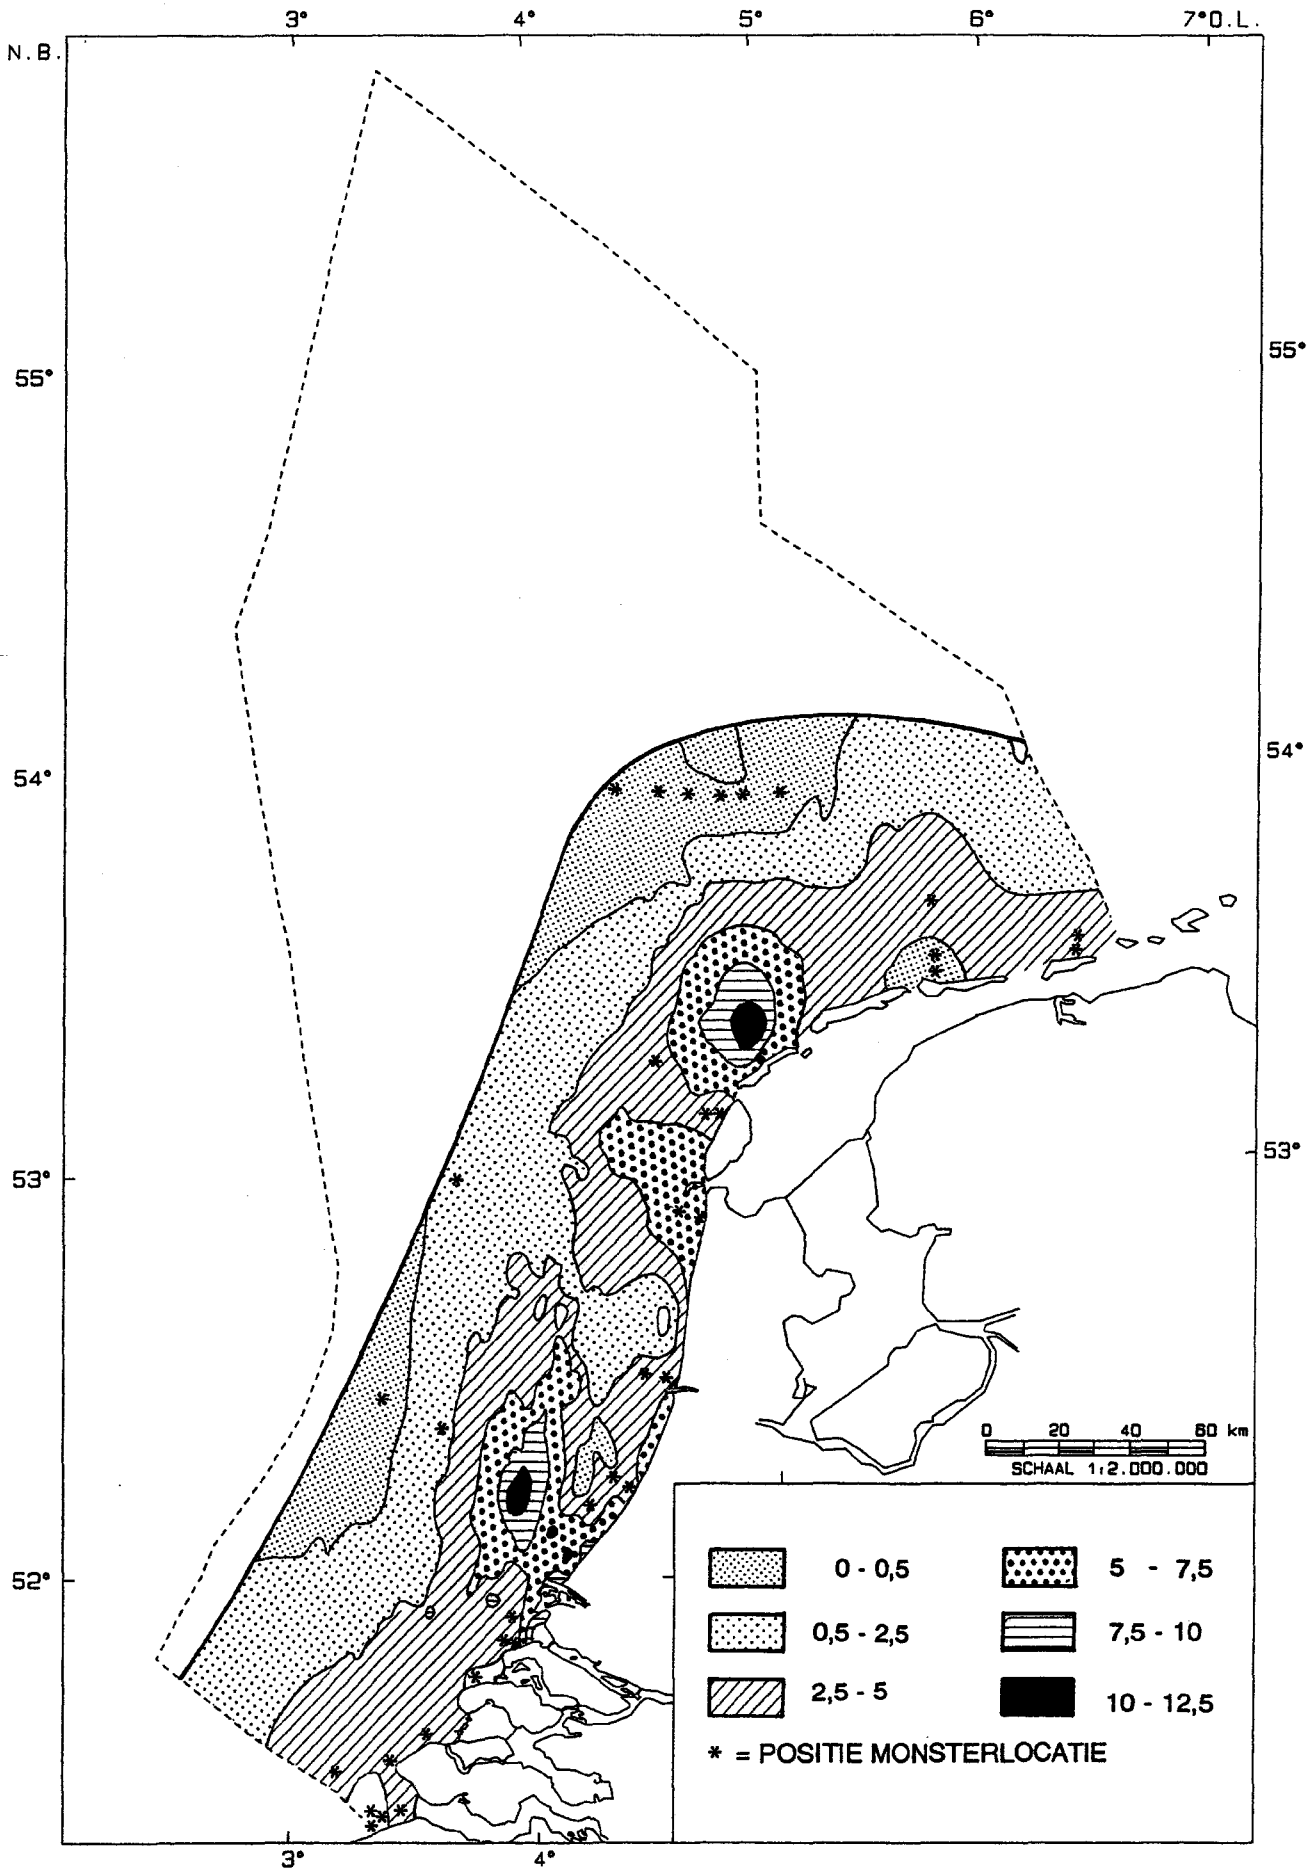 3° 4° 5° 6° 7°O.L.
N.B.
55° 55°
54° 54°
53° 53°
0 20 40 60 km
SCHAAL 1:2.000.000
52°
0 - 0,5 5 - 7,5
0,5 - 2,5 7,5 - 10
2,5 - 5 10 - 12,5
* = POSITIE MONSTERLOCATIE
3° 4°